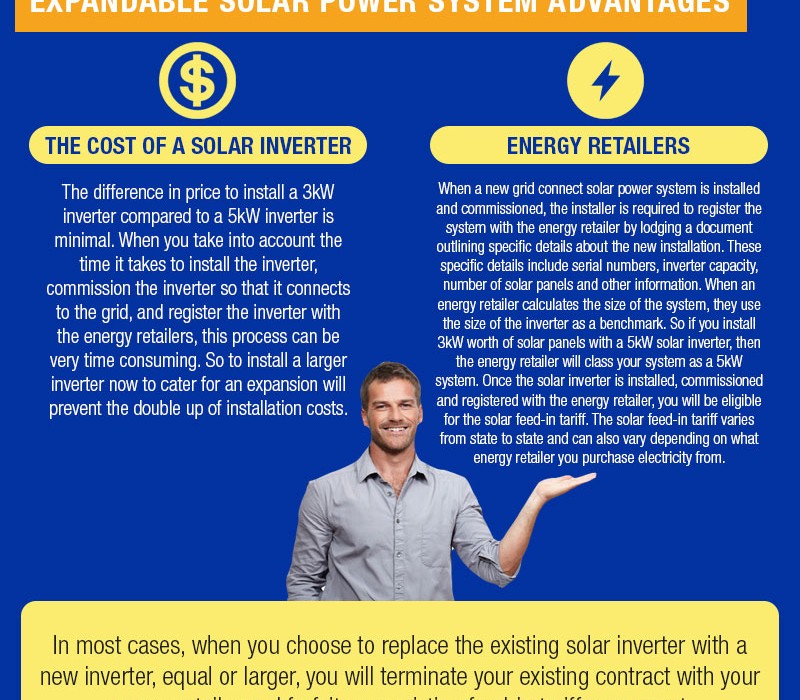 EXPANDABLE SOLAR POWER SYSTEM ADVANTAGES
$
THE COST OF A SOLAR INVERTER
The difference in price to install a 3kW
inverter compared to a 5kW inverter is
minimal. When you take into account the
time it takes to install the inverter,
commission the inverter so that it connects
to the grid, and register the inverter with
the energy retailers, this process can be
very time consuming. So to install a larger
inverter now to cater for an expansion will
prevent the double up of installation costs.
ENERGY RETAILERS
When a new grid connect solar power system is installed
and commissioned, the installer is required to register the
system with the energy retailer by lodging a document
outlining specific details about the new installation. These
specific details include serial numbers, inverter capacity,
number of solar panels and other information. When an
energy retailer calculates the size of the system, they use
the size of the inverter as a benchmark. So if you install
3kW worth of solar panels with a 5kW solar inverter, then
the energy retailer will class your system as a 5kW
system. Once the solar inverter is installed, commissioned
and registered with the energy retailer, you will be eligible
for the solar feed-in tariff. The solar feed-in tariff varies
from state to state and can also vary depending on what
energy retailer you purchase electricity from.
In most cases, when you choose to replace the existing solar inverter with a
new inverter, equal or larger, you will terminate your existing contract with your